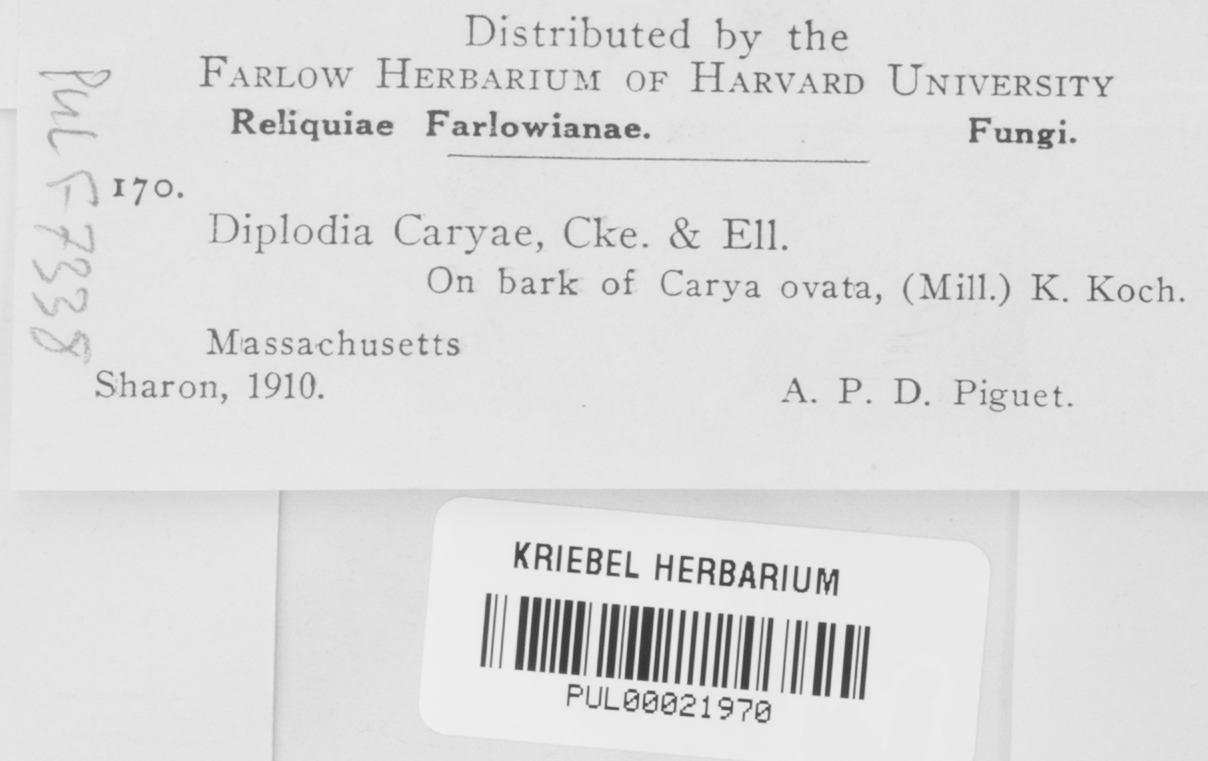 Distributed by the
FARLOW HERBARIUM OF HARVARD UNIVERSITY
Reliquiae Farlowianae. Fungi.
170.
Diplodia Caryae, Cke. & Ell.
On bark of Carya ovata, (Mill.) K. Koch.
Massachusetts
Sharon, 1910. A. P. D. Piguet.
Pul F7338
KRIEBEL HERBARIUM
PUL00021970